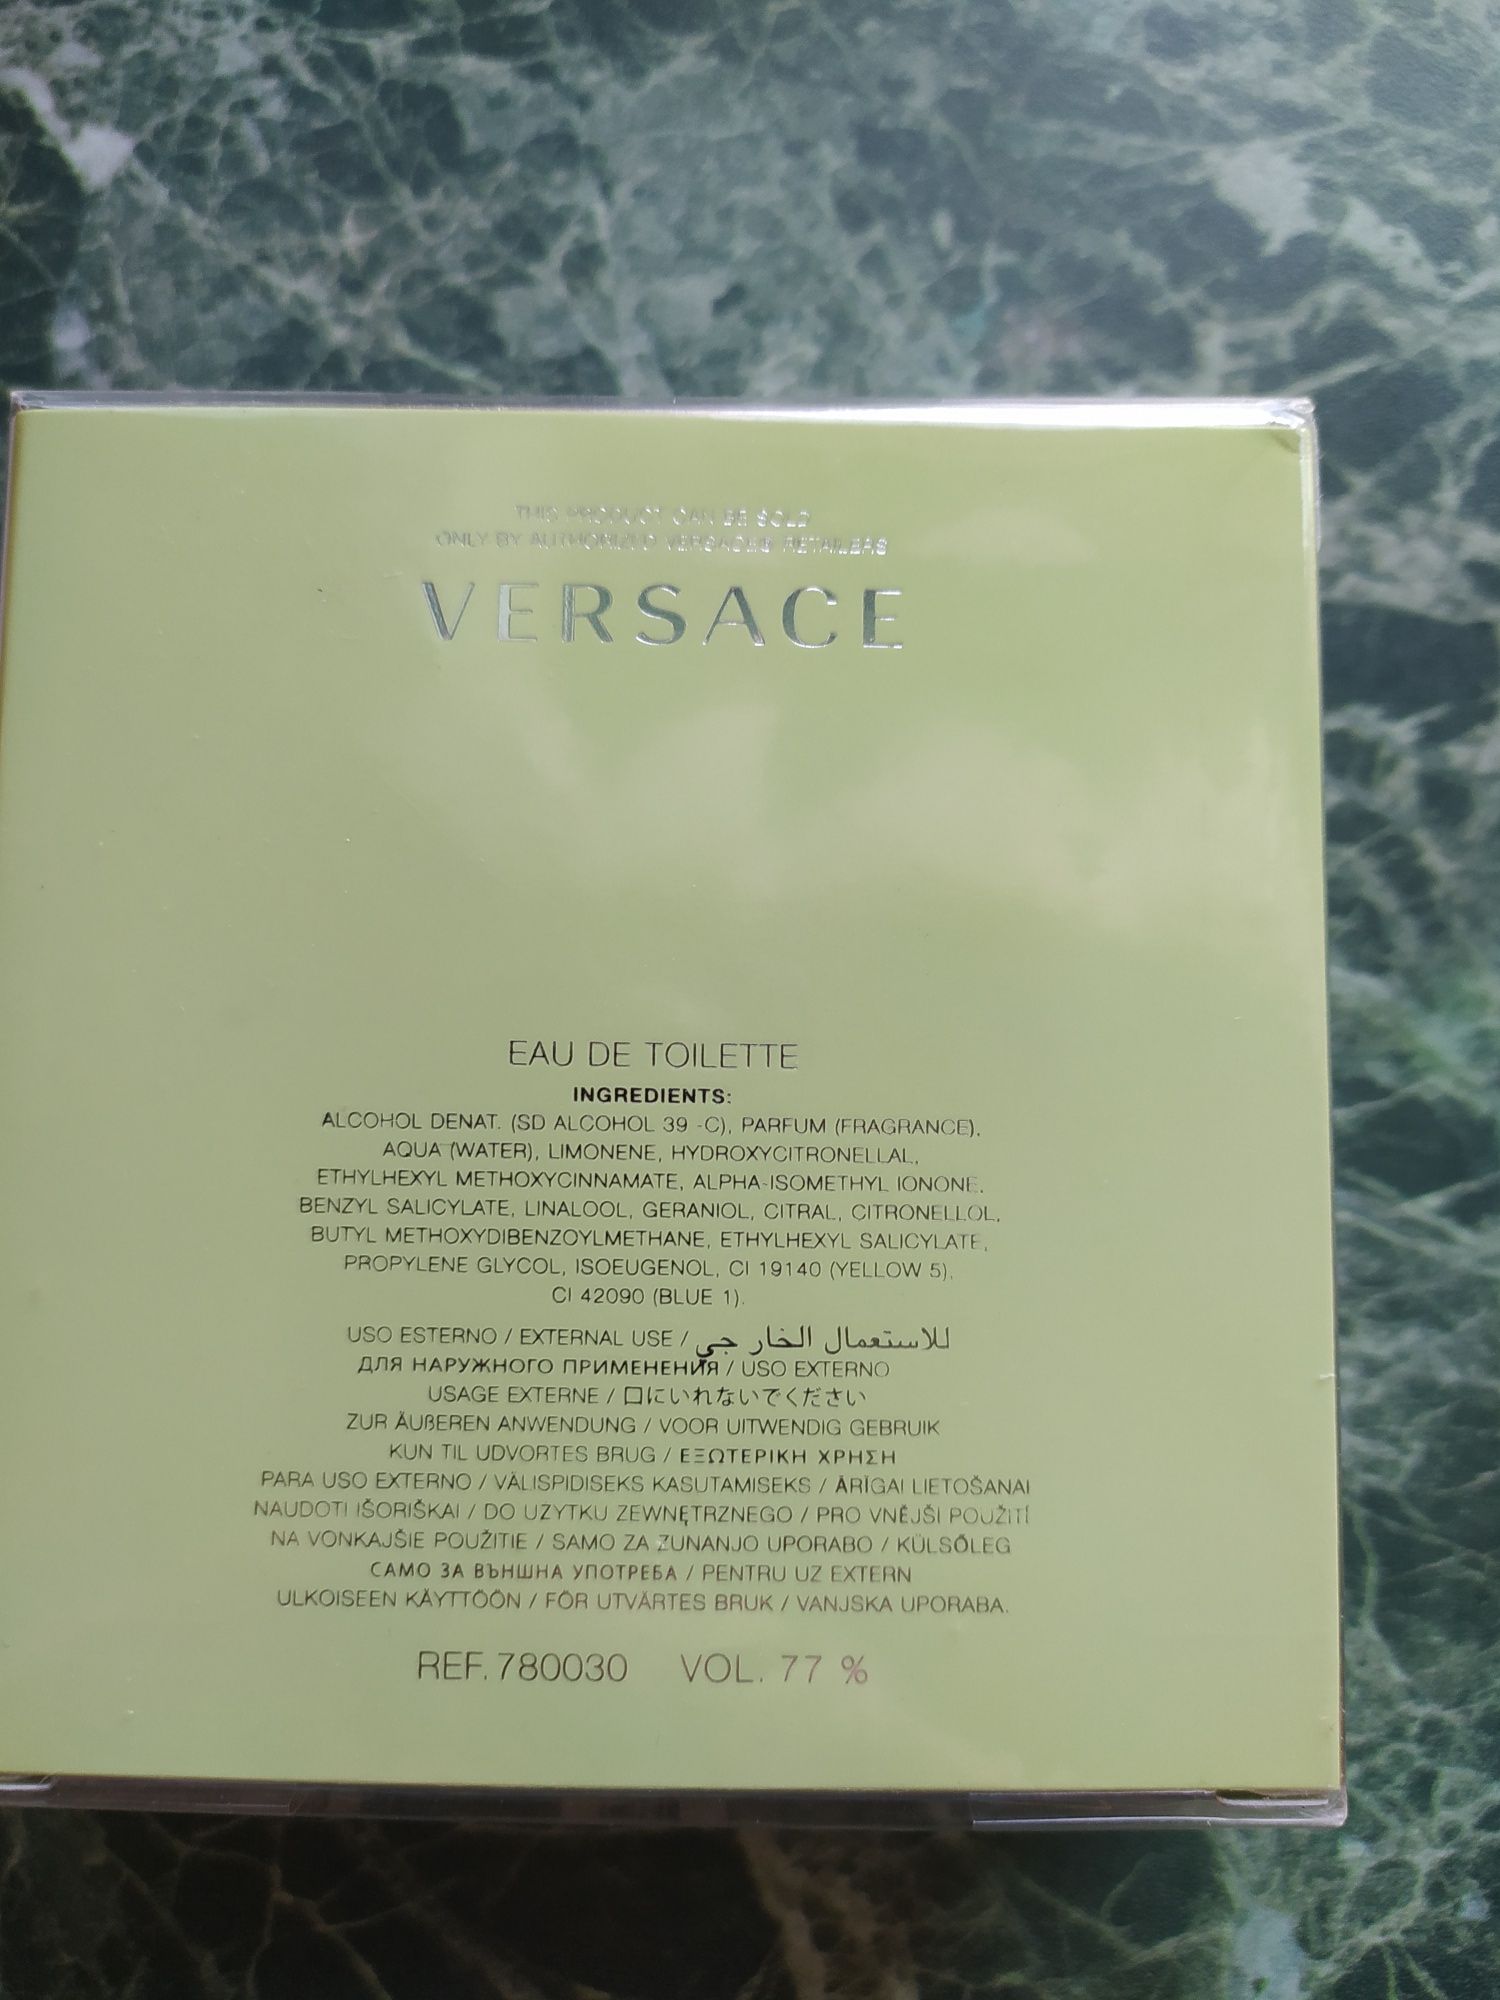 THIS PRODUCT CAN BE SOLD
ONLY BY AUTHORIZED VERSACE® RETAILERS
VERSACE
EAU DE TOILETTE
INGREDIENTS:
ALCOHOL DENAT. (SD ALCOHOL 39 -C), PARFUM (FRAGRANCE),
AQUA (WATER), LIMONENE, HYDROXYCITRONELLAL,
ETHYLHEXYL METHOXYCINNAMATE, ALPHA-ISOMETHYL IONONE,
BENZYL SALICYLATE, LINALOOL, GERANIOL, CITRAL, CITRONELLOL,
BUTYL METHOXYDIBENZOYLMETHANE, ETHYLHEXYL SALICYLATE,
PROPYLENE GLYCOL, ISOEUGENOL, CI 19140 (YELLOW 5),
CI 42090 (BLUE 1).
USO ESTERNO / EXTERNAL USE / للاستعمال الخارجي
ДЛЯ НАРУЖНОГО ПРИМЕНЕНИЯ / USO EXTERNO
USAGE EXTERNE / 口にいれないでください
ZUR ÄUßEREN ANWENDUNG / VOOR UITWENDIG GEBRUIK
KUN TIL UDVORTES BRUG / ΕΞΩΤΕΡΙΚΗ ΧΡΗΣΗ
PARA USO EXTERNO / VÄLISPIDISEKS KASUTAMISEKS / ĀRĪGAI LIETOŠANAI
NAUDOTI IŠORIŠKAI / DO UZYTKU ZEWNĘTRZNEGO / PRO VNĚJŠI POUŽITÍ
NA VONKAJŠIE POUŽITIE / SAMO ZA ZUNANJO UPORABO / KÜLSŐLEG
САМО ЗА ВЪНШНА УПОТРЕБА / PENTRU UZ EXTERN
ULKOISEEN KÄYTTÖÖN / FÖR UTVÄRTES BRUK / VANJSKA UPORABA.
REF. 780030 VOL. 77 %